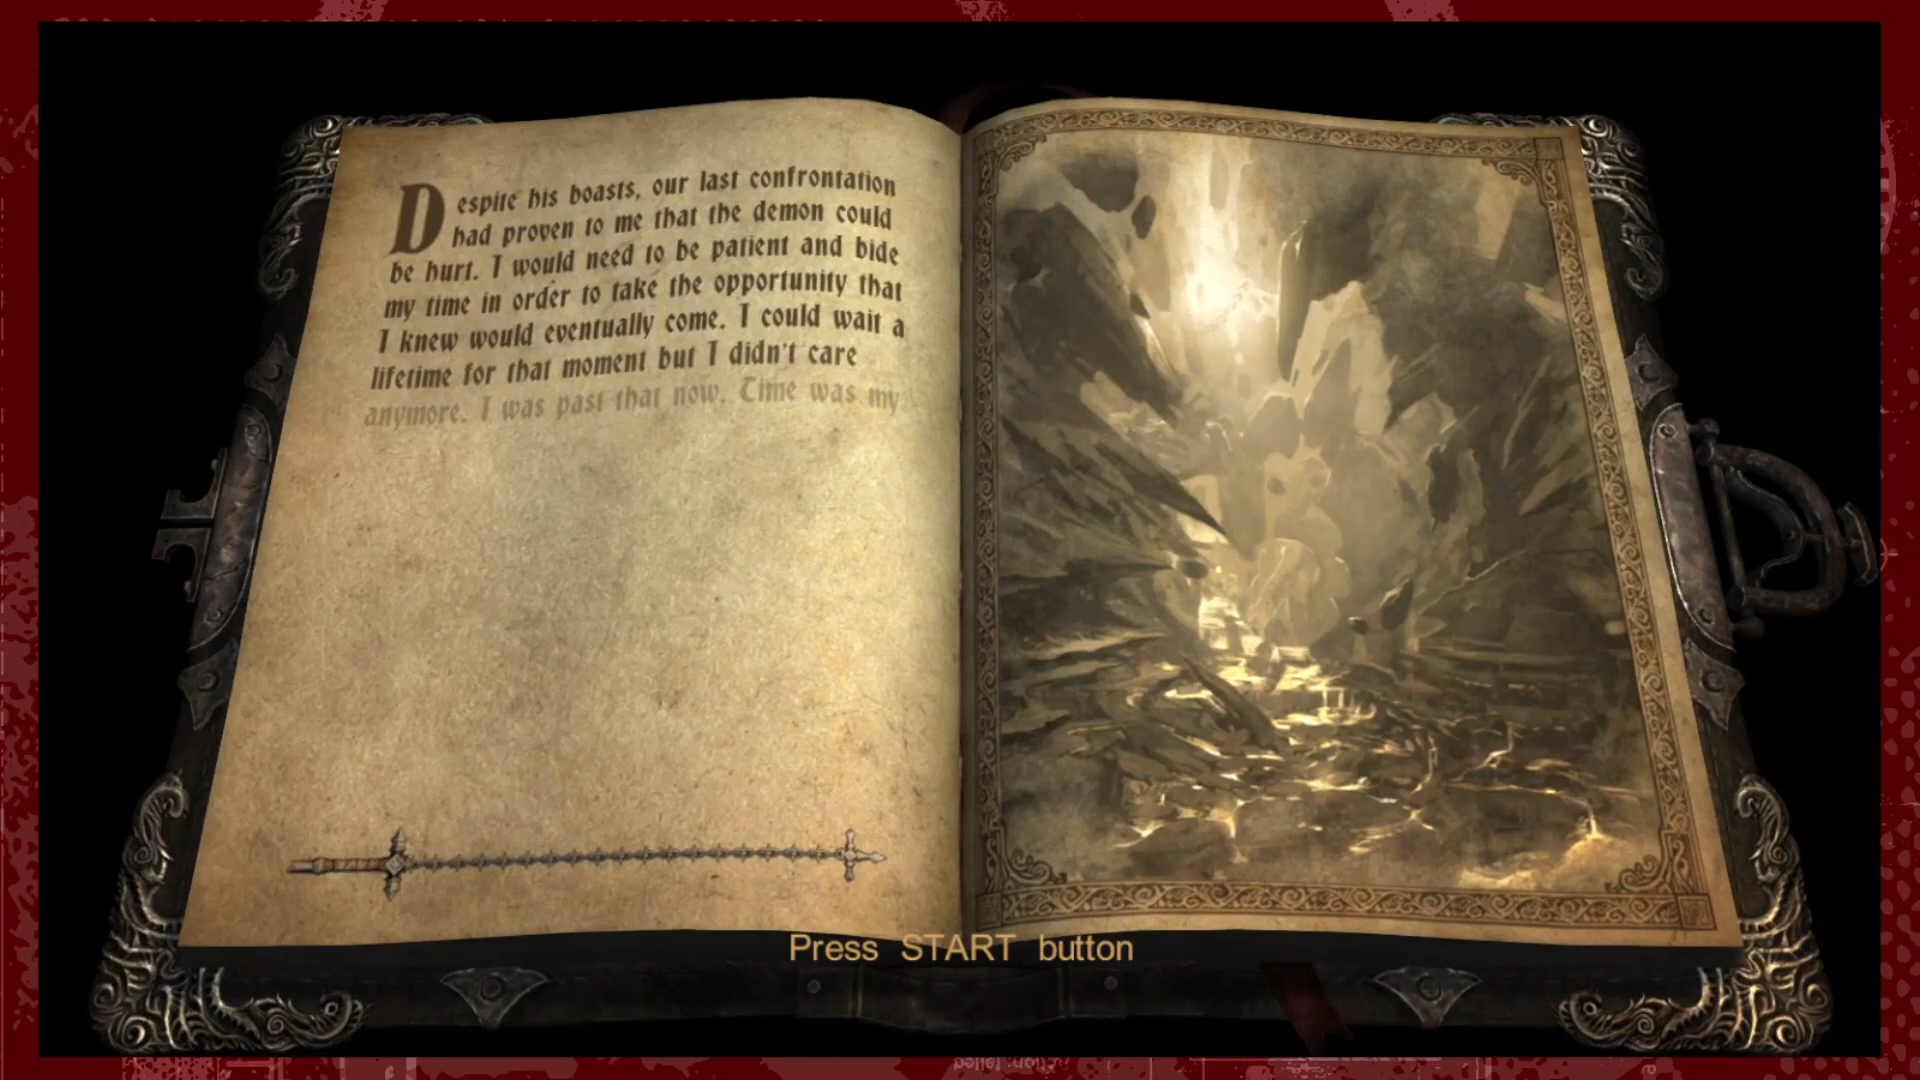 Despite his boasts, our last confrontation
had proven to me that the demon could
be hurt. I would need to be patient and bide
my time in order to take the opportunity that
I knew would eventually come. I could wait a
lifetime for that moment but I didn't care
anymore. I was past that now. Time was my
Press START button